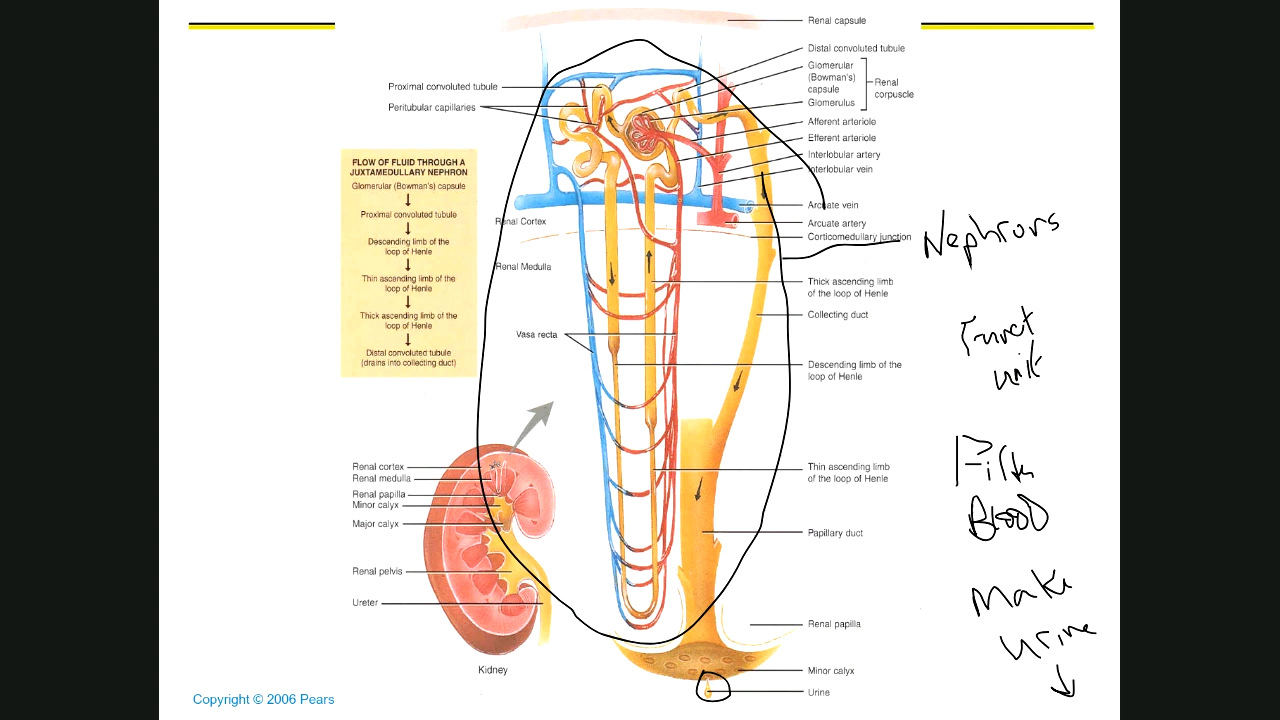 Renal capsule
Distal convoluted tubule
Glomerular
(Bowman's)
capsule
Renal
corpuscle
Glomerulus
Afferent arteriole
Efferent arteriole
Interlobular artery
Interlobular vein
Arcuate vein
Arcuate artery
Corticomedullary junction
Proximal convoluted tubule
Peritubular capillaries
FLOW OF FLUID THROUGH A
JUXTAMEDULLARY NEPHRON
Glomerular (Bowman's) capsule
Proximal convoluted tubule
Descending limb of the
loop of Henle
Thin ascending limb of the
loop of Henle
Thick ascending limb of the
loop of Henle
Distal convoluted tubule
(drains into collecting duct)
Renal Cortex
Renal Medulla
Vasa recta
Thick ascending limb
of the loop of Henle
Collecting duct
Descending limb of the
loop of Henle
Thin ascending limb
of the loop of Henle
Papillary duct
Renal papilla
Minor calyx
Urine
Renal cortex
Renal medulla
Renal papilla
Minor calyx
Major calyx
Renal pelvis
Ureter
Kidney
Nephrons
Funct
unit
Filter
Blood
Make
urine
Copyright © 2006 Pears